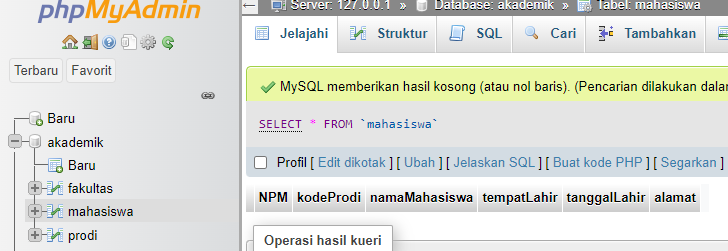 phpMyAdmin
Terbaru Favorit
Baru
akademik
Baru
fakultas
mahasiswa
prodi
Server: 127.0.0.1 » Database: akademik » Tabel: mahasiswa
Jelajahi Struktur SQL Cari Tambahkan
MySQL memberikan hasil kosong (atau nol baris). (Pencarian dilakukan dalam
SELECT * FROM `mahasiswa`
Profil [ Edit dikotak ] [ Ubah ] [ Jelaskan SQL ] [ Buat kode PHP ] [ Segarkan ]
NPM kodeProdi namaMahasiswa tempatLahir tanggalLahir alamat
Operasi hasil kueri